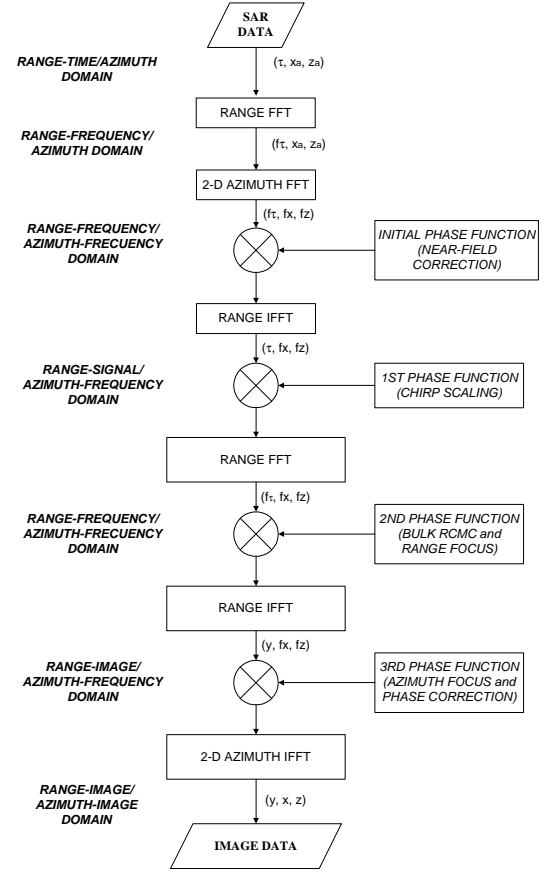 SAR
DATA
RANGE-TIME/AZIMUTH
DOMAIN
(τ, xa, za)
RANGE FFT
RANGE-FREQUENCY/
AZIMUTH DOMAIN
(fτ, xa, za)
2-D AZIMUTH FFT
(fτ, fx, fz)
RANGE-FREQUENCY/
AZIMUTH-FRECUENCY
DOMAIN
INITIAL PHASE FUNCTION
(NEAR-FIELD
CORRECTION)
RANGE IFFT
(τ, fx, fz)
RANGE-SIGNAL/
AZIMUTH-FREQUENCY
DOMAIN
1ST PHASE FUNCTION
(CHIRP SCALING)
RANGE FFT
(fτ, fx, fz)
RANGE-FREQUENCY/
AZIMUTH-FRECUENCY
DOMAIN
2ND PHASE FUNCTION
(BULK RCMC and
RANGE FOCUS)
RANGE IFFT
(y, fx, fz)
RANGE-IMAGE/
AZIMUTH-FREQUENCY
DOMAIN
3RD PHASE FUNCTION
(AZIMUTH FOCUS and
PHASE CORRECTION)
2-D AZIMUTH IFFT
RANGE-IMAGE/
AZIMUTH-IMAGE
DOMAIN
(y, x, z)
IMAGE DATA